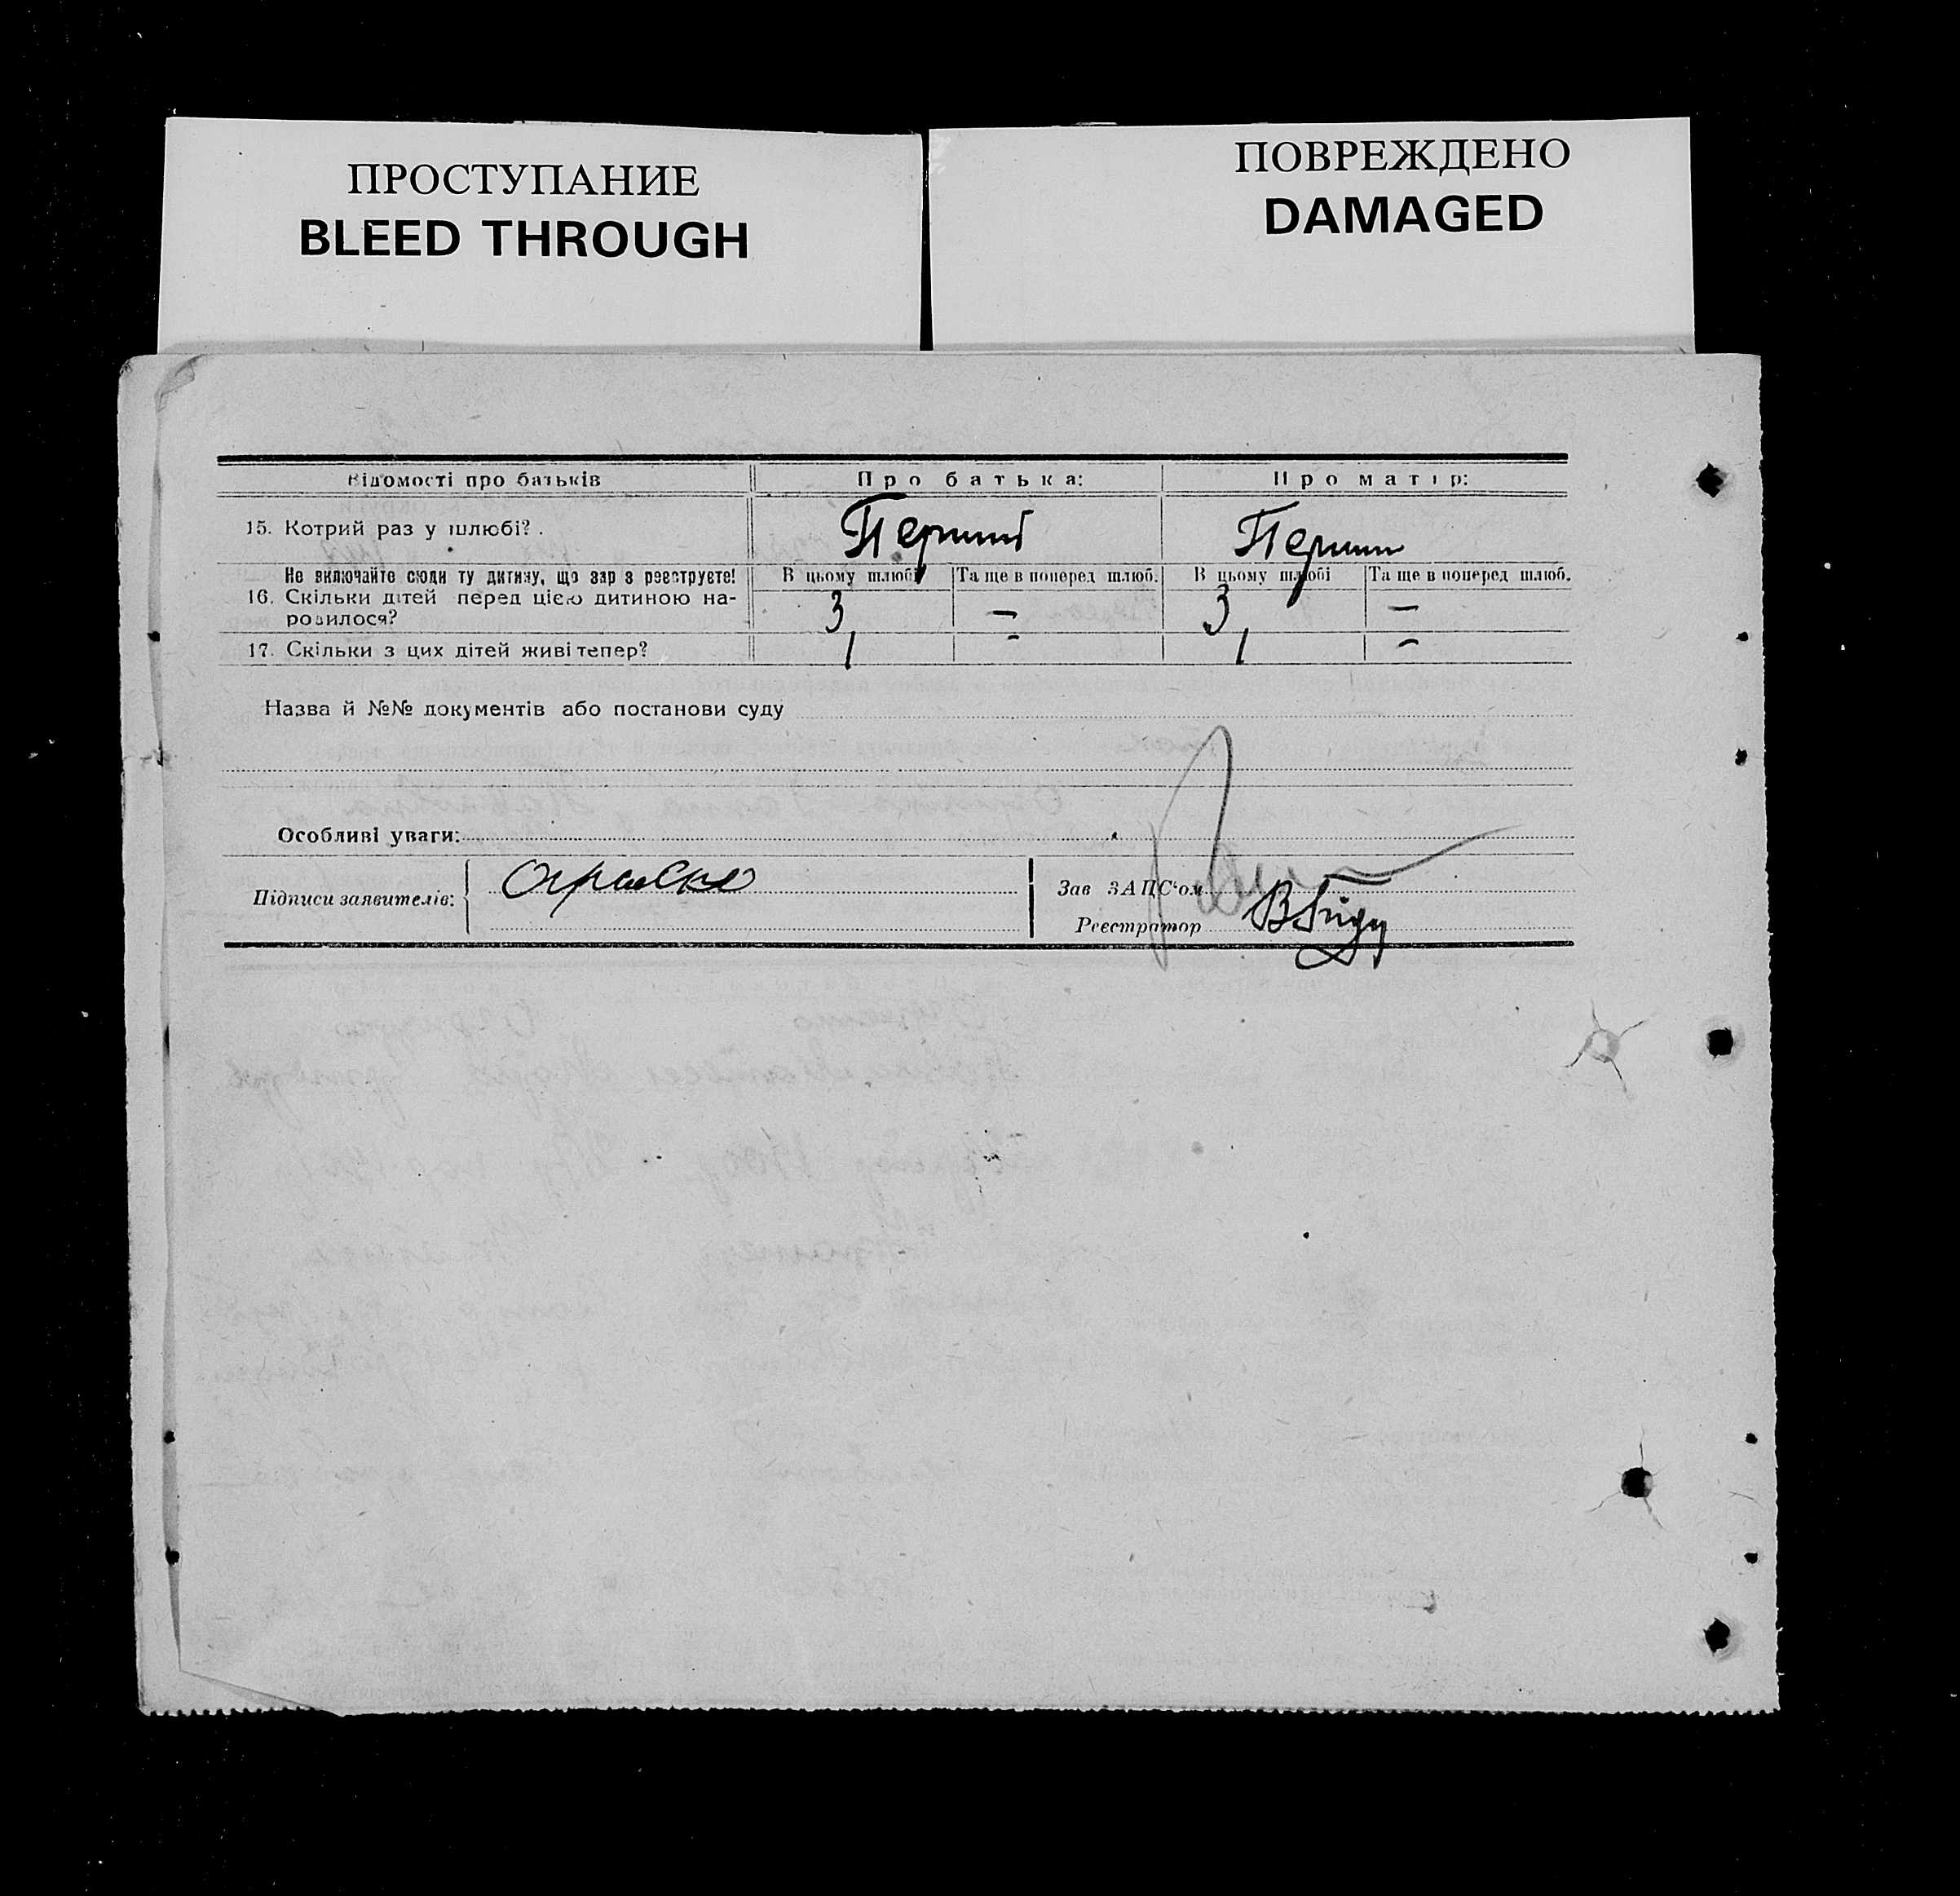 ПРОСТУПАНИЕ
BLEED THROUGH
ПОВРЕЖДЕНО
DAMAGED
Відомості про батьків Про батька: Про матір:
15. Котрий раз у шлюбі? . Перший Перши
Не включайте сюди ту дитину, що зар з реєструєте! В цьому шлюбі Та ще в поперед шлюб. В цьому шлюбі Та ще в поперед шлюб.
16. Скільки дітей перед цією дитиною на- 3 — 3 —
родилося?
17. Скільки з цих дітей живі тепер? 1 - 1 -
Назва й №№ документів або постанови суду
Особливі уваги:
Підписи заявителів:
Зав ЗАПС'ом
Реєстратор